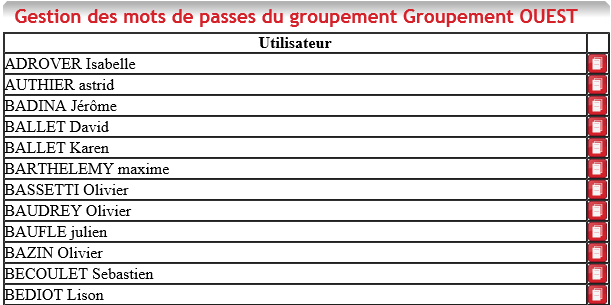 Gestion des mots de passes du groupement Groupement OUEST
Utilisateur
ADROVER Isabelle
AUTHIER astrid
BADINA Jérôme
BALLET David
BALLET Karen
BARTHELEMY maxime
BASSETTI Olivier
BAUDREY Olivier
BAUFLE julien
BAZIN Olivier
BECOULET Sebastien
BEDIOT Lison